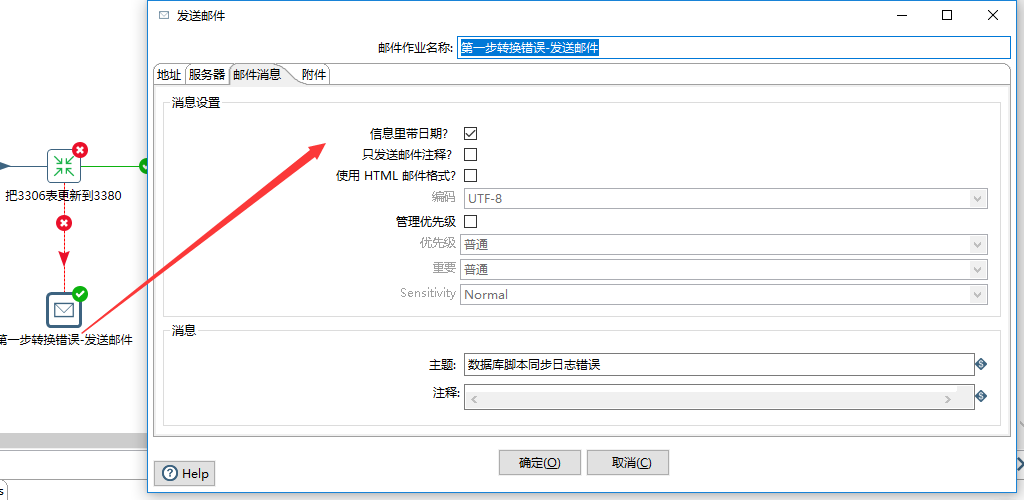 发送邮件
邮件作业名称: 第一步转换错误-发送邮件
地址 服务器 邮件消息 附件
消息设置
信息里带日期?
只发送邮件注释?
使用 HTML 邮件格式?
编码 UTF-8
管理优先级
优先级 普通
重要 普通
Sensitivity Normal
消息
主题: 数据库脚本同步日志错误
注释:
确定(O) 取消(C)
Help
把3306表更新到3380
第一步转换错误-发送邮件
s